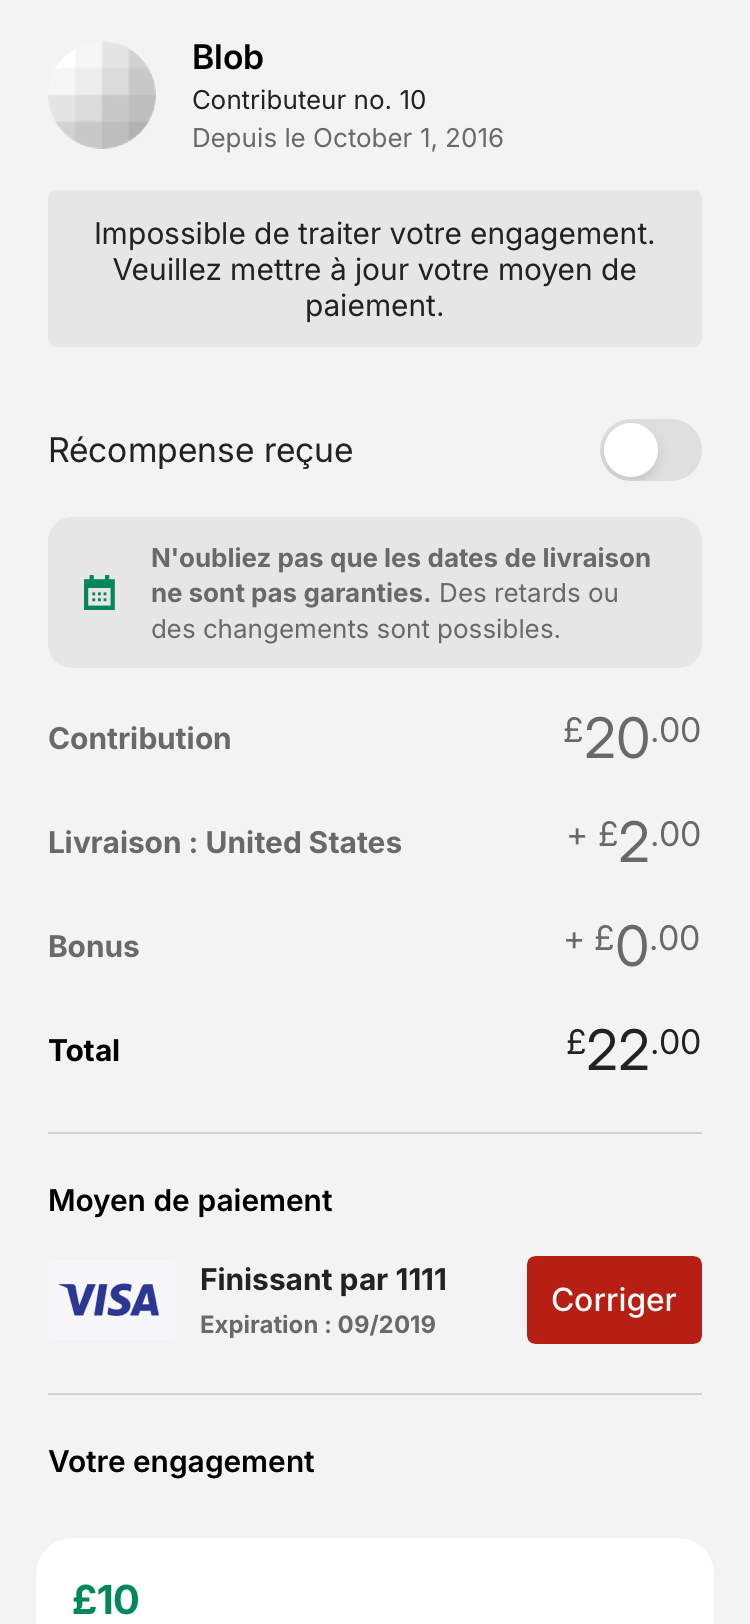 Blob
Contributeur no. 10
Depuis le October 1, 2016
Impossible de traiter votre engagement.
Veuillez mettre à jour votre moyen de
paiement.
Récompense reçue
N'oubliez pas que les dates de livraison
ne sont pas garanties. Des retards ou
des changements sont possibles.
Contribution £20.00
Livraison : United States + £2.00
Bonus + £0.00
Total £22.00
Moyen de paiement
VISA
Finissant par 1111
Expiration : 09/2019
Corriger
Votre engagement
£10